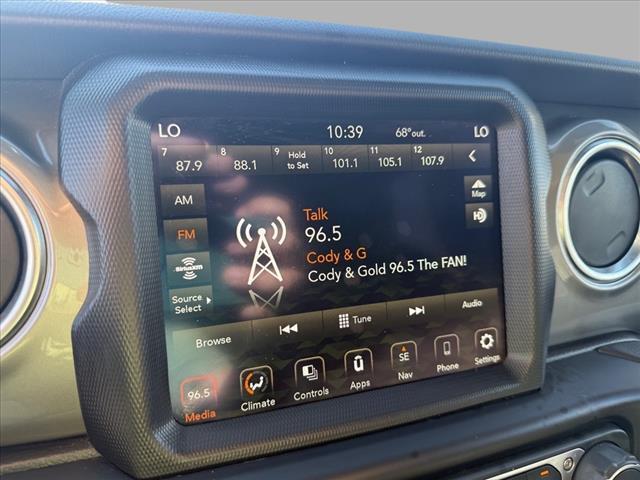 LO 10:39 68°out. LO
7 87.9 8 88.1 9 Hold to Set 10 101.1 11 105.1 12 107.9
AM
Map
Talk
FM
96.5
Cody & G
SiriusXM
Cody & Gold 96.5 The FAN!
Source
Select
Browse Tune Audio
96.5 SE
Media Climate Controls Apps Nav Phone Settings